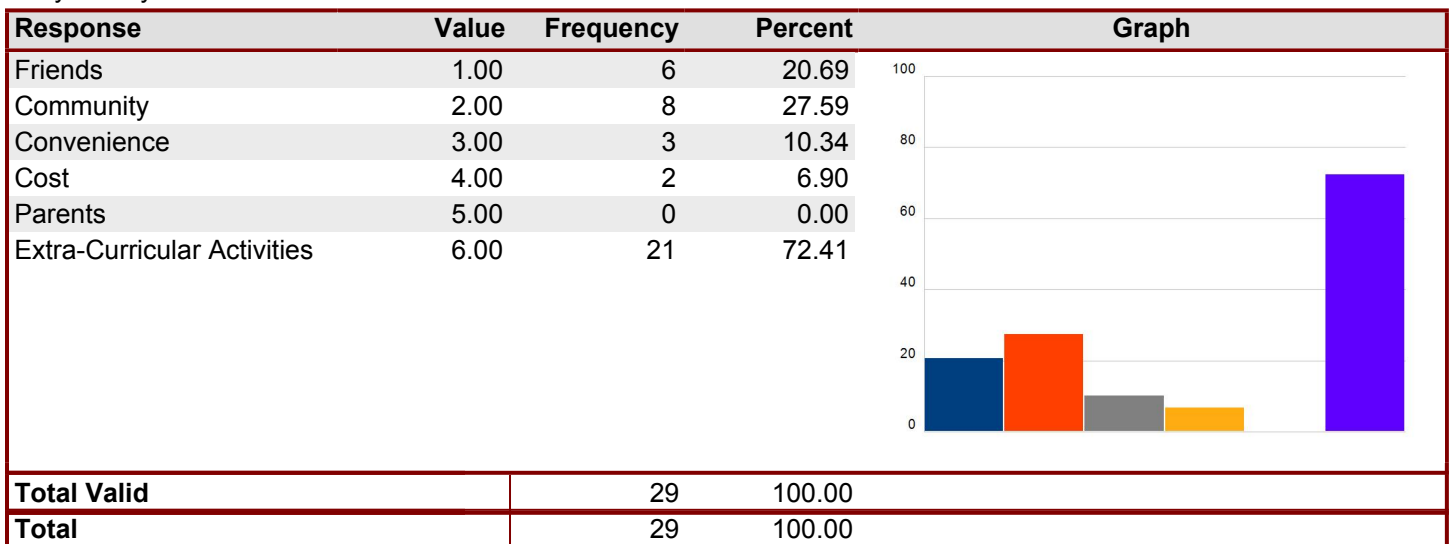 Response Value Frequency Percent Graph
Friends 1.00 6 20.69
Community 2.00 8 27.59
Convenience 3.00 3 10.34
Cost 4.00 2 6.90
Parents 5.00 0 0.00
Extra-Curricular Activities 6.00 21 72.41
100
80
60
40
20
0
Total Valid 29 100.00
Total 29 100.00